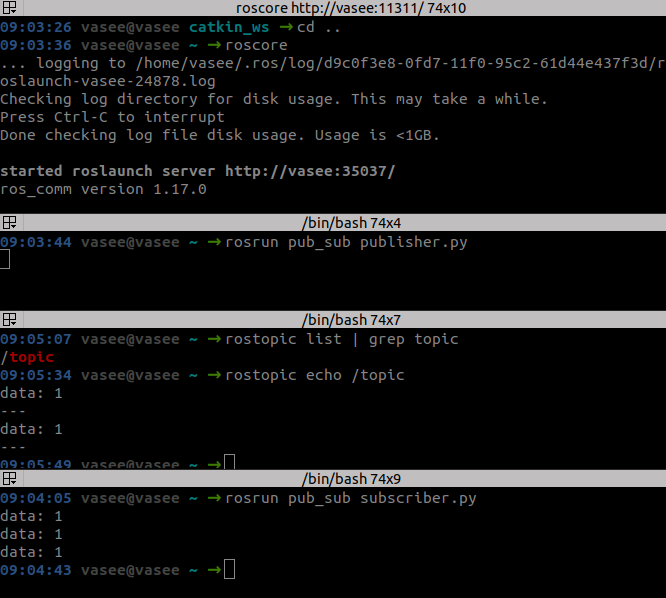 roscore http://vasee:11311/ 74x10
09:03:26 vasee@vasee catkin_ws →cd ..
09:03:36 vasee@vasee ~ →roscore
... logging to /home/vasee/.ros/log/d9c0f3e8-0fd7-11f0-95c2-61d44e437f3d/r
oslaunch-vasee-24878.log
Checking log directory for disk usage. This may take a while.
Press Ctrl-C to interrupt
Done checking log file disk usage. Usage is <1GB.
started roslaunch server http://vasee:35037/
ros_comm version 1.17.0
/bin/bash 74x4
09:03:44 vasee@vasee ~ →rosrun pub_sub publisher.py
/bin/bash 74x7
09:05:07 vasee@vasee ~ →rostopic list | grep topic
/topic
09:05:34 vasee@vasee ~ →rostopic echo /topic
data: 1
---
data: 1
---
09:05:49 vasee@vasee ~ →
/bin/bash 74x9
09:04:05 vasee@vasee ~ →rosrun pub_sub subscriber.py
data: 1
data: 1
data: 1
09:04:43 vasee@vasee ~ →